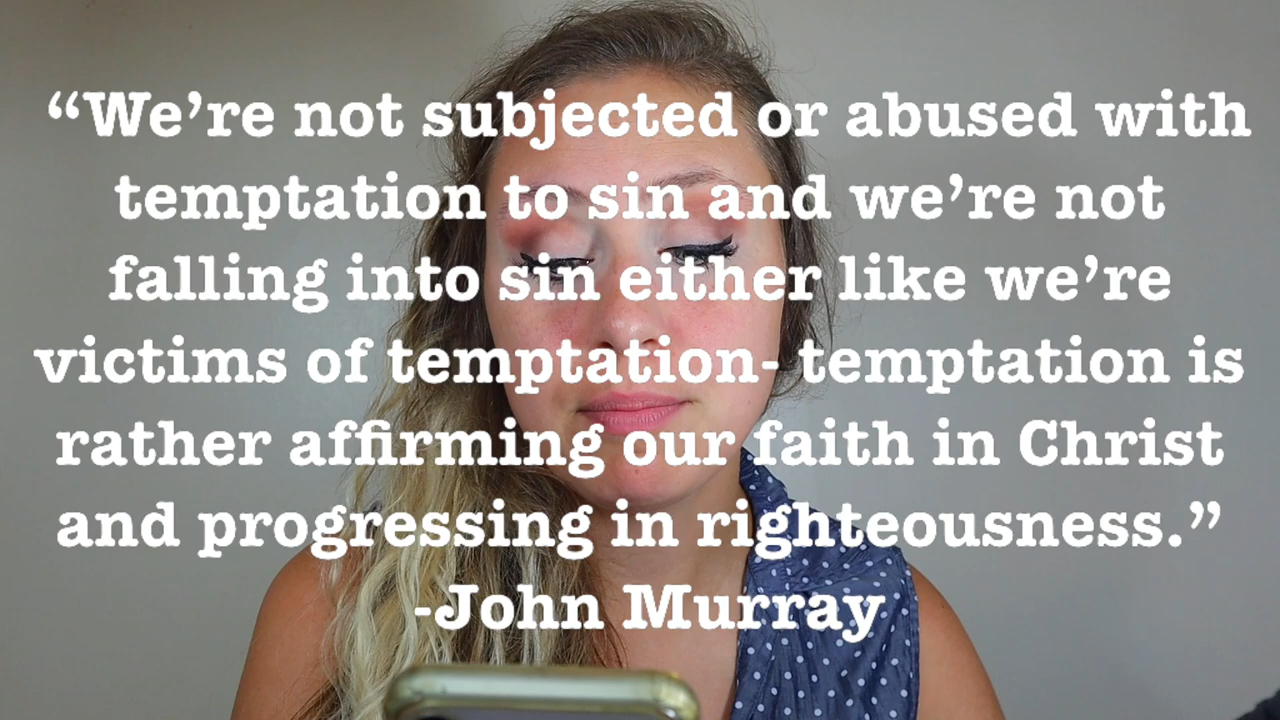 “We’re not subjected or abused with
temptation to sin and we’re not
falling into sin either like we’re
victims of temptation- temptation is
rather affirming our faith in Christ
and progressing in righteousness.”
-John Murray